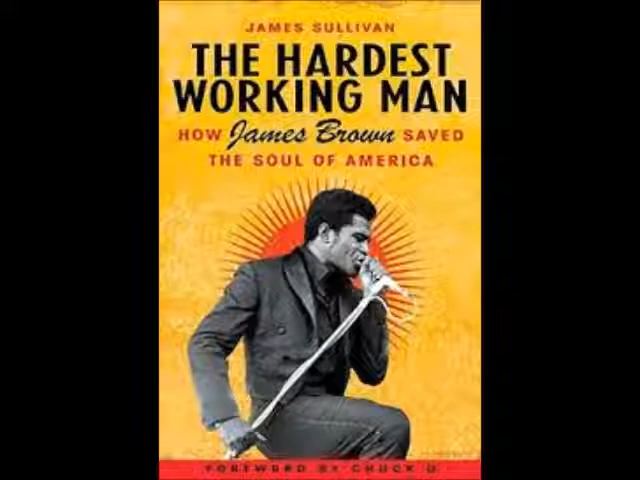 JAMES SULLIVAN
THE HARDEST
WORKING MAN
HOW James Brown SAVED
THE SOUL OF AMERICA
FOREWORD BY CHUCK D